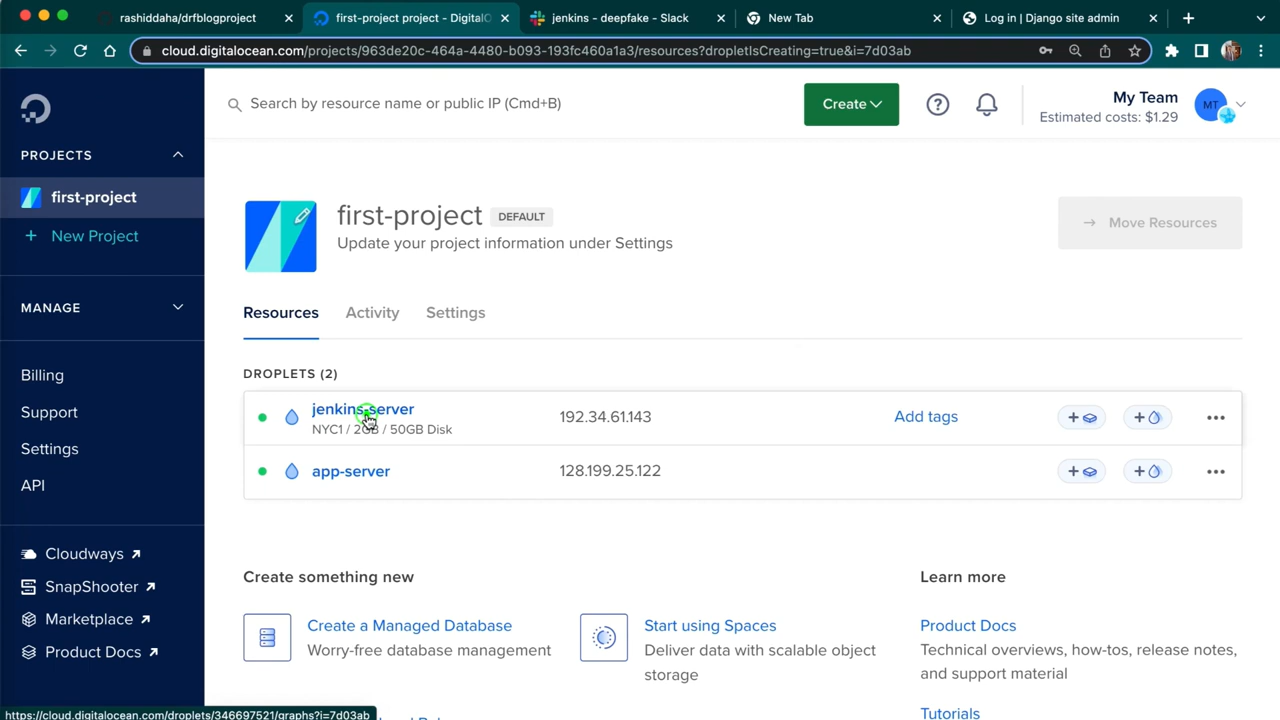 rashiddaha/drfblogproject
first-project project - DigitalO
jenkins - deepfake - Slack
New Tab
Log in | Django site admin
cloud.digitalocean.com/projects/963de20c-464a-4480-b093-193fc460a1a3/resources?dropletIsCreating=true&i=7d03ab
Search by resource name or public IP (Cmd+B)
Create
My Team
Estimated costs: $1.29
MT
PROJECTS
first-project
+ New Project
MANAGE
Billing
Support
Settings
API
Cloudways
SnapShooter
Marketplace
Product Docs
first-project DEFAULT
Update your project information under Settings
Move Resources
Resources Activity Settings
DROPLETS (2)
jenkins-server 192.34.61.143 Add tags
NYC1 / 2GB / 50GB Disk
app-server 128.199.25.122
Create something new
Create a Managed Database
Worry-free database management
Start using Spaces
Deliver data with scalable object
storage
Learn more
Product Docs
Technical overviews, how-tos, release notes,
and support material
Tutorials
https://cloud.digitalocean.com/droplets/346697521/graphs?i=7d03ab